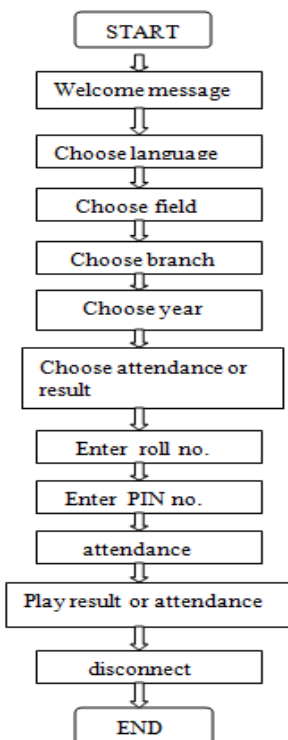 START
Welcome message
Choose language
Choose field
Choose branch
Choose year
Choose attendance or
result
Enter roll no.
Enter PIN no.
attendance
Play result or attendance
disconnect
END